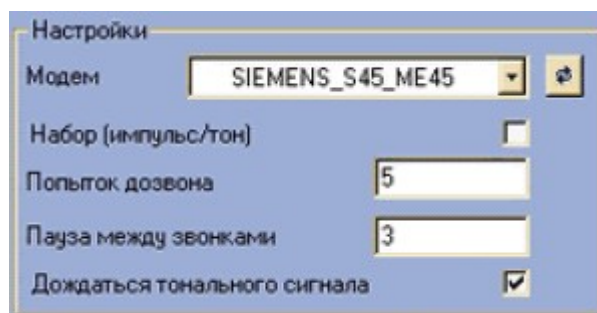 Настройки
Модем SIEMENS_S45_ME45
Набор (импульс/тон)
Попыток дозвона 5
Пауза между звонками 3
Дождаться тонального сигнала